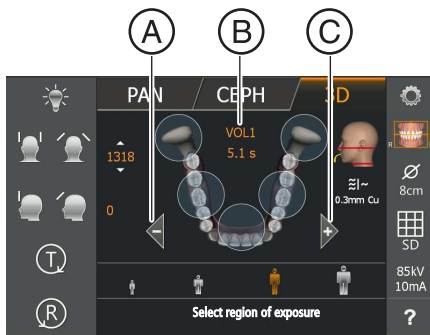 A B C
PAN CEPH 3D
VOL1
5.1 s
1318
0
R
8cm
0.3mm Cu
SD
- +
T
85kV
10mA
R
Select region of exposure
?